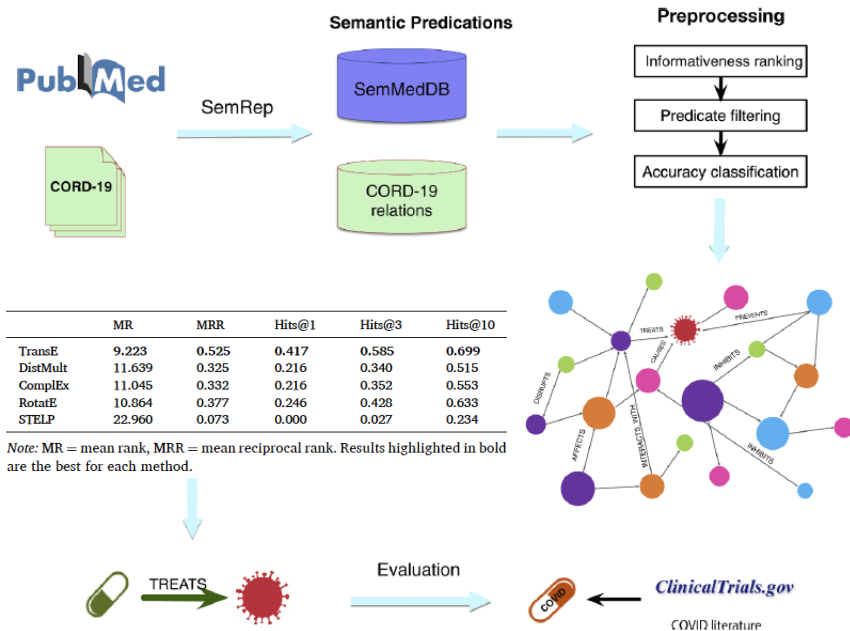 Semantic Predications
Preprocessing
PubMed
SemRep
SemMedDB
Informativeness ranking
Predicate filtering
Accuracy classification
CORD-19
CORD-19
relations
MR MRR Hits@1 Hits@3 Hits@10
TransE 9.223 0.525 0.417 0.585 0.699
DistMult 11.639 0.325 0.216 0.340 0.515
ComplEx 11.045 0.332 0.216 0.352 0.553
RotatE 10.864 0.377 0.246 0.428 0.633
STELP 22.960 0.073 0.000 0.027 0.234
Note: MR = mean rank, MRR = mean reciprocal rank. Results highlighted in bold
are the best for each method.
TREATS
PREVENTS
CAUSES
INHIBITS
DISRUPTS
AFFECTS
INTERACTS WITH
INHIBITS
TREATS
Evaluation
COVID
ClinicalTrials.gov
COVID literature